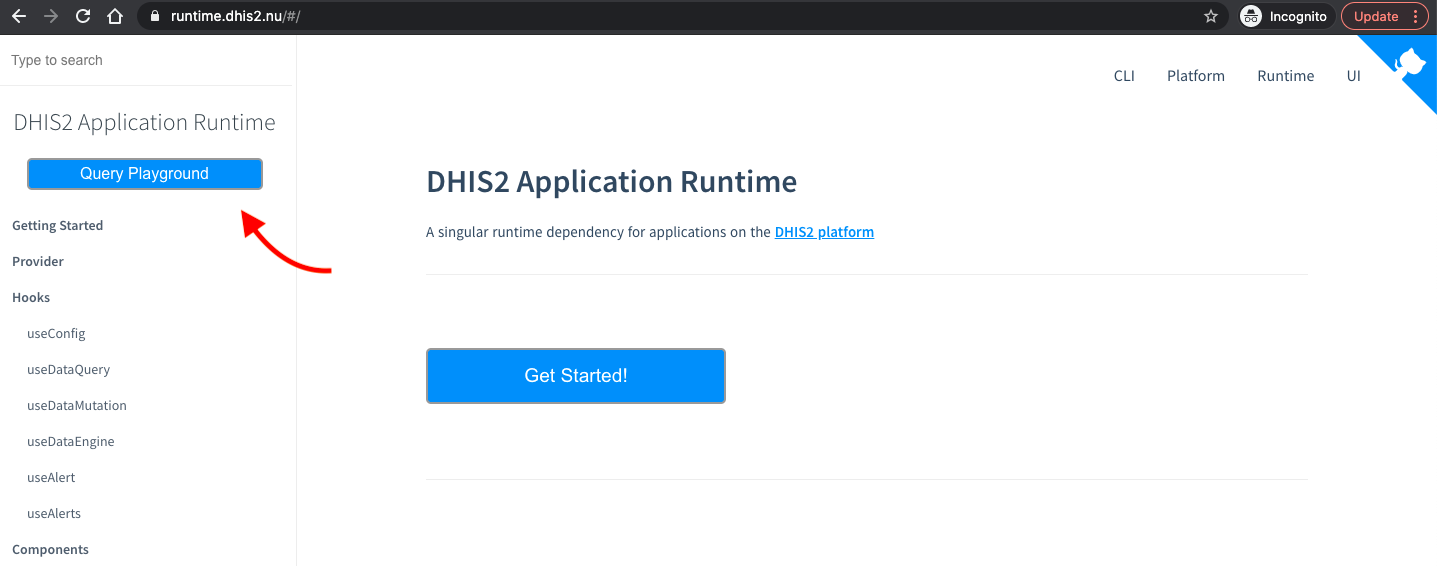 runtime.dhis2.nu/#/
Incognito
Update
Type to search
CLI Platform Runtime UI
DHIS2 Application Runtime
Query Playground
Getting Started
Provider
Hooks
useConfig
useDataQuery
useDataMutation
useDataEngine
useAlert
useAlerts
Components
DHIS2 Application Runtime
A singular runtime dependency for applications on the DHIS2 platform
Get Started!